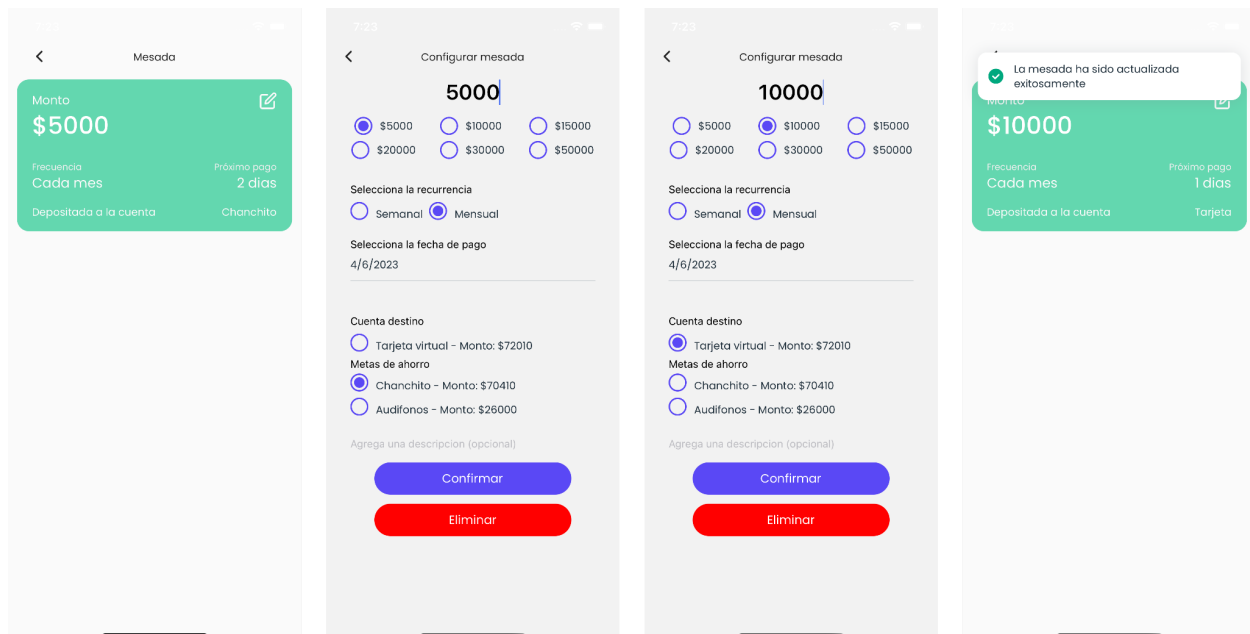 Mesada
Monto
$5000
Frecuencia
Próximo pago
Cada mes
2 dias
Depositada a la cuenta
Chanchito
7:23
Configurar mesada
5000
$5000
$10000
$15000
$20000
$30000
$50000
Selecciona la recurrencia
Semanal
Mensual
Selecciona la fecha de pago
4/6/2023
Cuenta destino
Tarjeta virtual - Monto: $72010
Metas de ahorro
Chanchito - Monto: $70410
Audifonos - Monto: $26000
Agrega una descripcion (opcional)
Confirmar
Eliminar
7:23
Configurar mesada
10000
$5000
$10000
$15000
$20000
$30000
$50000
Selecciona la recurrencia
Semanal
Mensual
Selecciona la fecha de pago
4/6/2023
Cuenta destino
Tarjeta virtual - Monto: $72010
Metas de ahorro
Chanchito - Monto: $70410
Audifonos - Monto: $26000
Agrega una descripcion (opcional)
Confirmar
Eliminar
La mesada ha sido actualizada
exitosamente
Monto
$10000
Frecuencia
Próximo pago
Cada mes
1 dias
Depositada a la cuenta
Tarjeta